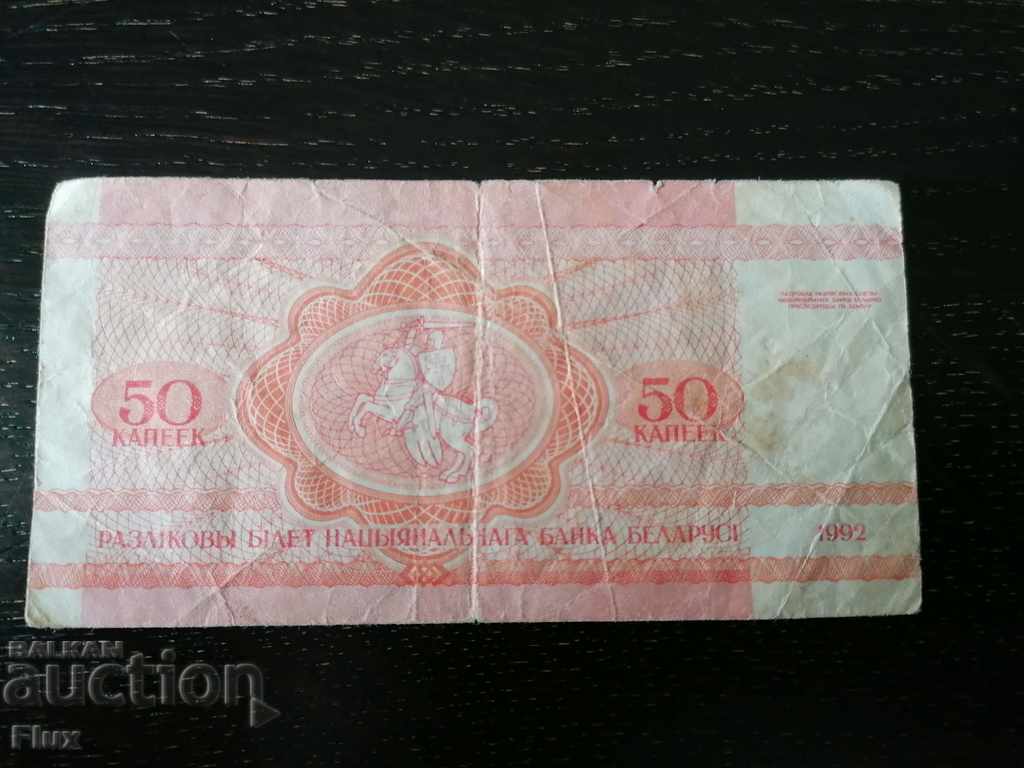 50
КАПЕЕК
50
КАПЕЕК
РАЗЛІКОВЫ БІЛЕТ НАЦЫЯНАЛЬНАГА БАНКА БЕЛАРУСІ 1992
BALKAN
auction
Flux